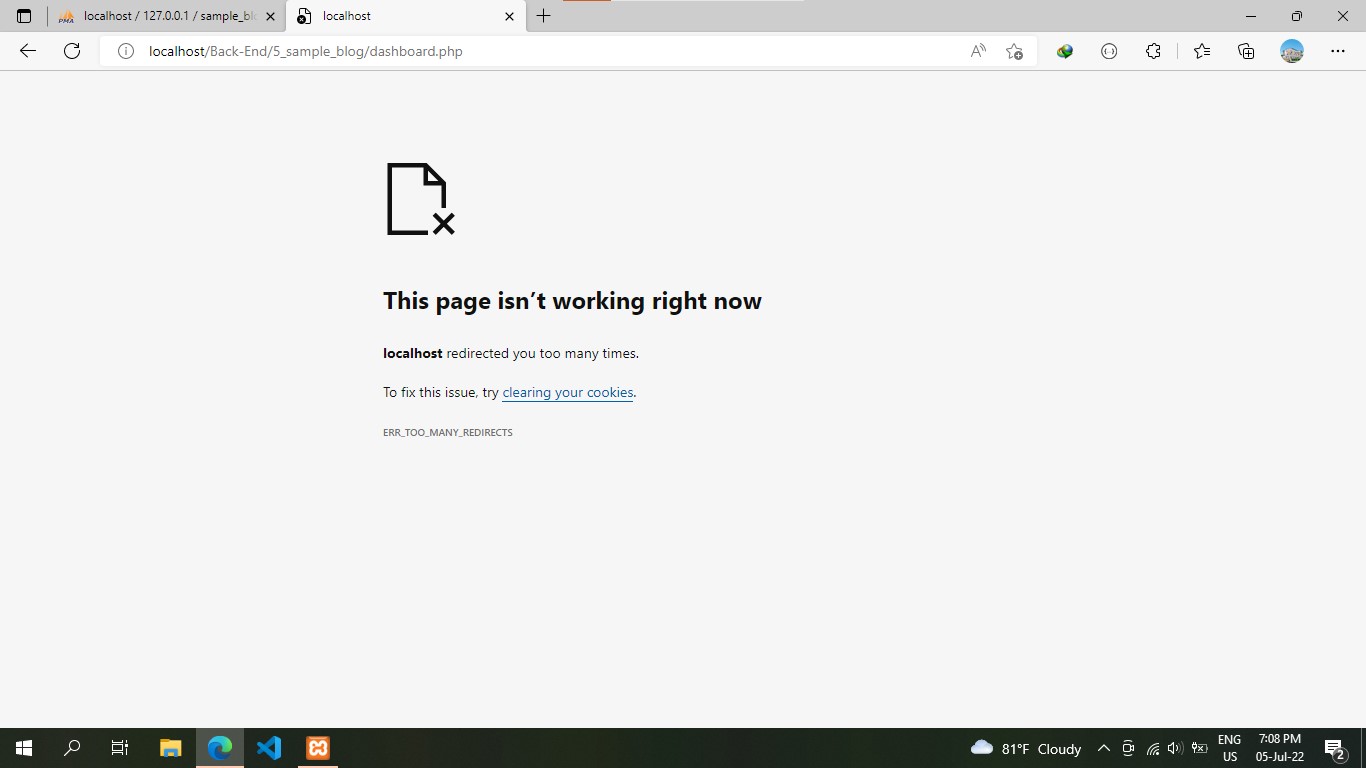 PMA
localhost / 127.0.0.1 / sample_blo
localhost
localhost/Back-End/5_sample_blog/dashboard.php
This page isn't working right now
localhost redirected you too many times.
To fix this issue, try clearing your cookies.
ERR_TOO_MANY_REDIRECTS
81°F Cloudy
ENG
US
7:08 PM
05-Jul-22
2